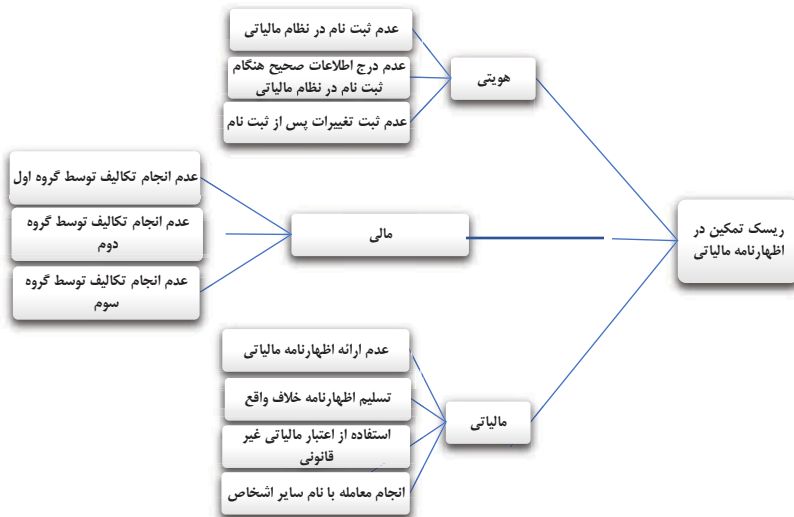 ریسک تمکین در
اظهارنامه مالیاتی
هویتی
عدم ثبت نام در نظام مالیاتی
عدم درج اطلاعات صحیح هنگام
ثبت نام در نظام مالیاتی
عدم ثبت تغییرات پس از ثبت نام
مالی
عدم انجام تکالیف توسط گروه اول
عدم انجام تکالیف توسط گروه
دوم
عدم انجام تکالیف توسط گروه
سوم
مالیاتی
عدم ارائه اظهارنامه مالیاتی
تسلیم اظهارنامه خلاف واقع
استفاده از اعتبار مالیاتی غیر
قانونی
انجام معامله با نام سایر اشخاص